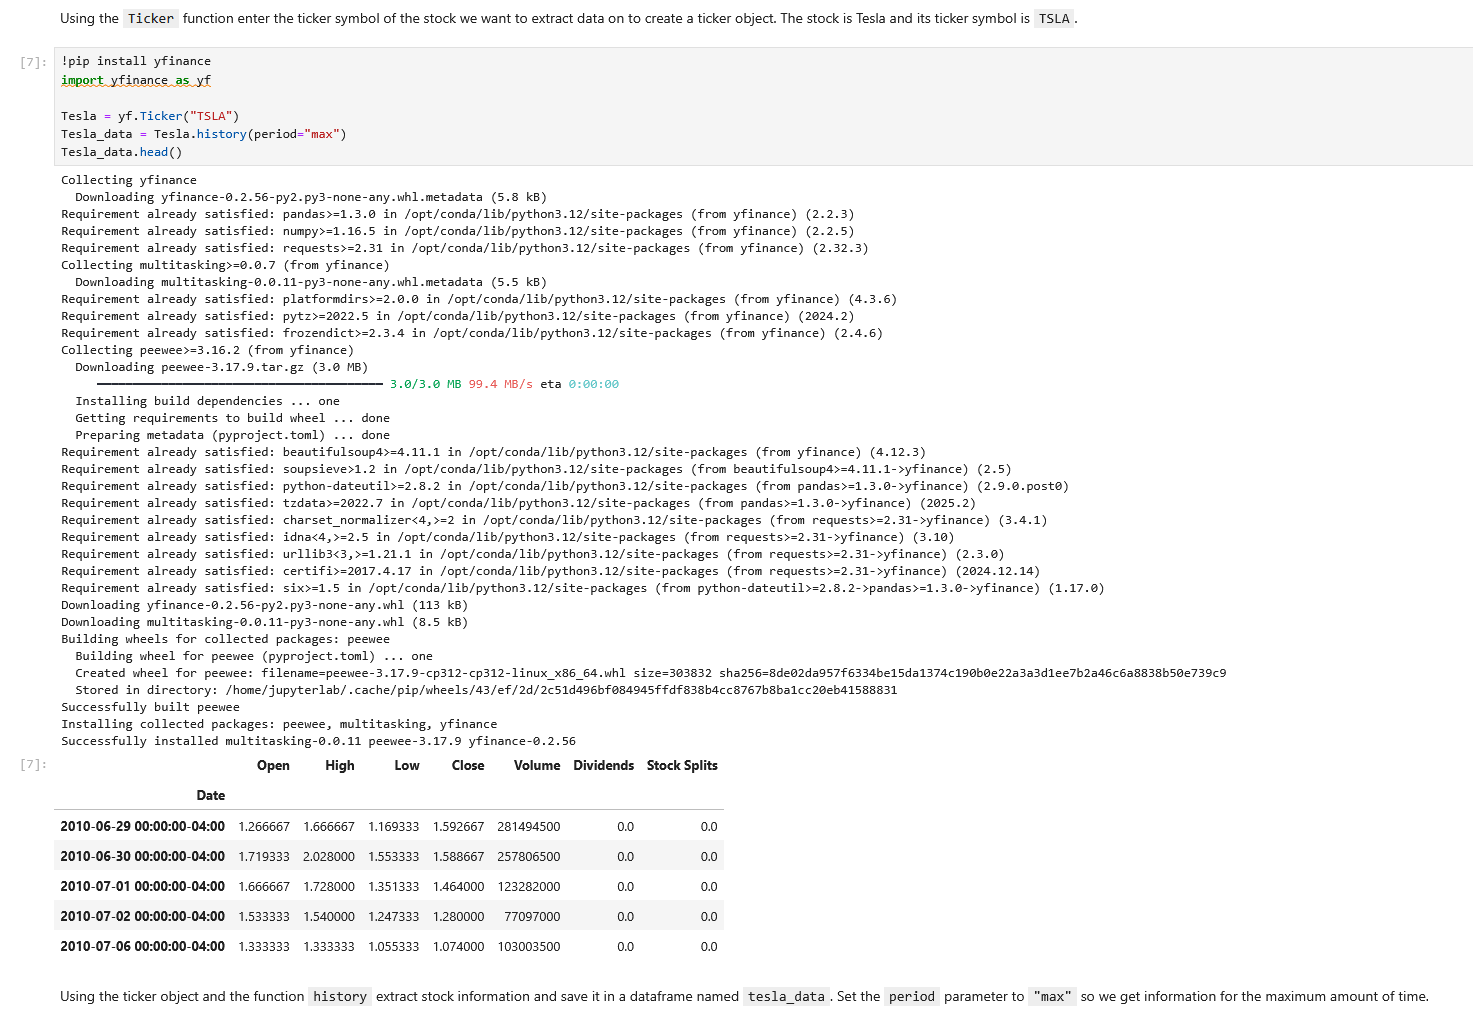 Using the Ticker function enter the ticker symbol of the stock we want to extract data on to create a ticker object. The stock is Tesla and its ticker symbol is TSLA.
[7]:
!pip install yfinance
import yfinance as yf
Tesla = yf.Ticker("TSLA")
Tesla_data = Tesla.history(period="max")
Tesla_data.head()
Collecting yfinance
Downloading yfinance-0.2.56-py2.py3-none-any.whl.metadata (5.8 kB)
Requirement already satisfied: pandas>=1.3.0 in /opt/conda/lib/python3.12/site-packages (from yfinance) (2.2.3)
Requirement already satisfied: numpy>=1.16.5 in /opt/conda/lib/python3.12/site-packages (from yfinance) (2.2.5)
Requirement already satisfied: requests>=2.31 in /opt/conda/lib/python3.12/site-packages (from yfinance) (2.32.3)
Collecting multitasking>=0.0.7 (from yfinance)
Downloading multitasking-0.0.11-py3-none-any.whl.metadata (5.5 kB)
Requirement already satisfied: platformdirs>=2.0.0 in /opt/conda/lib/python3.12/site-packages (from yfinance) (4.3.6)
Requirement already satisfied: pytz>=2022.5 in /opt/conda/lib/python3.12/site-packages (from yfinance) (2024.2)
Requirement already satisfied: frozendict>=2.3.4 in /opt/conda/lib/python3.12/site-packages (from yfinance) (2.4.6)
Collecting peewee>=3.16.2 (from yfinance)
Downloading peewee-3.17.9.tar.gz (3.0 MB)
3.0/3.0 MB 99.4 MB/s eta 0:00:00
Installing build dependencies ... one
Getting requirements to build wheel ... done
Preparing metadata (pyproject.toml) ... done
Requirement already satisfied: beautifulsoup4>=4.11.1 in /opt/conda/lib/python3.12/site-packages (from yfinance) (4.12.3)
Requirement already satisfied: soupsieve>1.2 in /opt/conda/lib/python3.12/site-packages (from beautifulsoup4>=4.11.1->yfinance) (2.5)
Requirement already satisfied: python-dateutil>=2.8.2 in /opt/conda/lib/python3.12/site-packages (from pandas>=1.3.0->yfinance) (2.9.0.post0)
Requirement already satisfied: tzdata>=2022.7 in /opt/conda/lib/python3.12/site-packages (from pandas>=1.3.0->yfinance) (2025.2)
Requirement already satisfied: charset_normalizer<4,>=2 in /opt/conda/lib/python3.12/site-packages (from requests>=2.31->yfinance) (3.4.1)
Requirement already satisfied: idna<4,>=2.5 in /opt/conda/lib/python3.12/site-packages (from requests>=2.31->yfinance) (3.10)
Requirement already satisfied: urllib3<3,>=1.21.1 in /opt/conda/lib/python3.12/site-packages (from requests>=2.31->yfinance) (2.3.0)
Requirement already satisfied: certifi>=2017.4.17 in /opt/conda/lib/python3.12/site-packages (from requests>=2.31->yfinance) (2024.12.14)
Requirement already satisfied: six>=1.5 in /opt/conda/lib/python3.12/site-packages (from python-dateutil>=2.8.2->pandas>=1.3.0->yfinance) (1.17.0)
Downloading yfinance-0.2.56-py2.py3-none-any.whl (113 kB)
Downloading multitasking-0.0.11-py3-none-any.whl (8.5 kB)
Building wheels for collected packages: peewee
Building wheel for peewee (pyproject.toml) ... one
Created wheel for peewee: filename=peewee-3.17.9-cp312-cp312-linux_x86_64.whl size=303832 sha256=8de02da957f6334be15da1374c190b0e22a3a3d1ee7b2a46c6a8838b50e739c9
Stored in directory: /home/jupyterlab/.cache/pip/wheels/43/ef/2d/2c51d496bf084945ffdf838b4cc8767b8ba1cc20eb41588831
Successfully built peewee
Installing collected packages: peewee, multitasking, yfinance
Successfully installed multitasking-0.0.11 peewee-3.17.9 yfinance-0.2.56
[7]:
Open High Low Close Volume Dividends Stock Splits
Date
2010-06-29 00:00:00-04:00 1.266667 1.666667 1.169333 1.592667 281494500 0.0 0.0
2010-06-30 00:00:00-04:00 1.719333 2.028000 1.553333 1.588667 257806500 0.0 0.0
2010-07-01 00:00:00-04:00 1.666667 1.728000 1.351333 1.464000 123282000 0.0 0.0
2010-07-02 00:00:00-04:00 1.533333 1.540000 1.247333 1.280000 77097000 0.0 0.0
2010-07-06 00:00:00-04:00 1.333333 1.333333 1.055333 1.074000 103003500 0.0 0.0
Using the ticker object and the function history extract stock information and save it in a dataframe named tesla_data. Set the period parameter to "max" so we get information for the maximum amount of time.